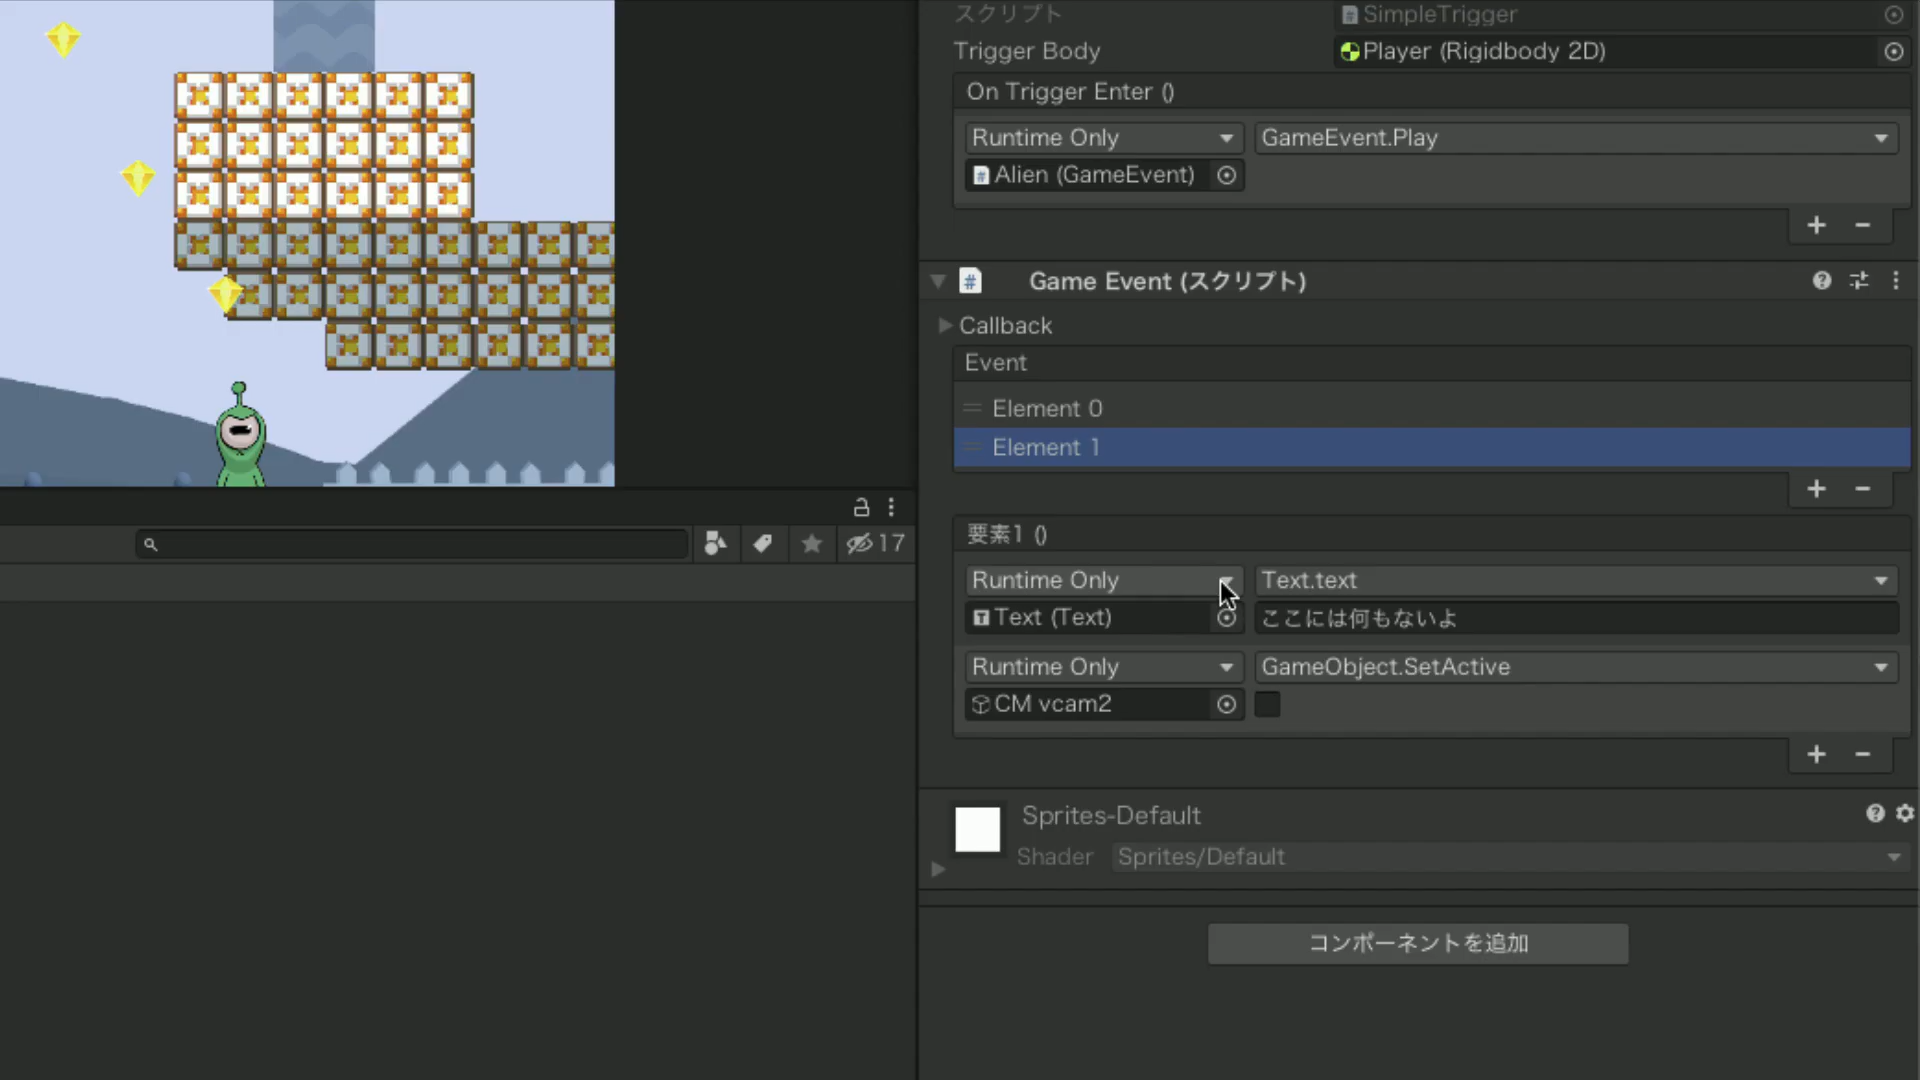 スクリプト SimpleTrigger
Trigger Body Player (Rigidbody 2D)
On Trigger Enter ()
Runtime Only GameEvent.Play
Alien (GameEvent)
Game Event (スクリプト)
Callback
Event
Element 0
Element 1
17
要素1 ()
Runtime Only Text.text
Text (Text) ここには何もないよ
Runtime Only GameObject.SetActive
CM vcam2
Sprites-Default
Shader Sprites/Default
コンポーネントを追加